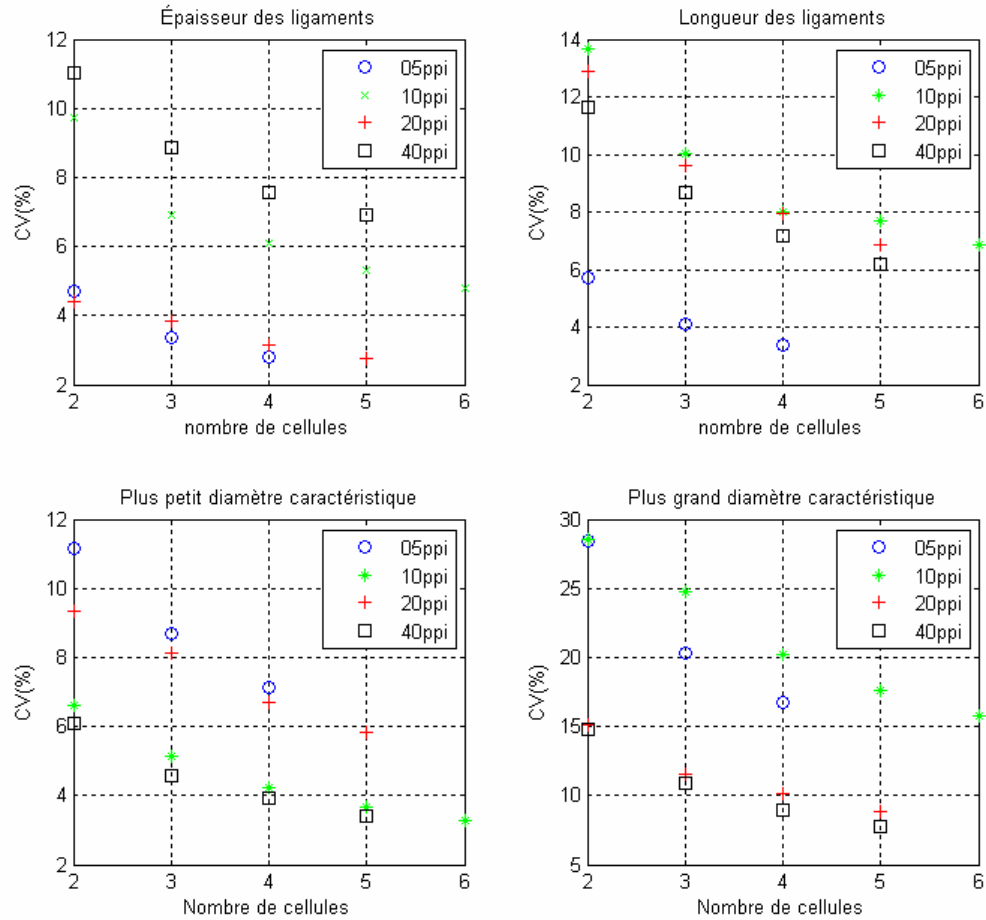 Épaisseur des ligaments
12
10
8
6
4
2
CV(%)
05ppi
10ppi
20ppi
40ppi
2 3 4 5 6
nombre de cellules
Longueur des ligaments
14
12
10
8
6
4
2
CV(%)
05ppi
10ppi
20ppi
40ppi
2 3 4 5 6
nombre de cellules
Plus petit diamètre caractéristique
12
10
8
6
4
2
CV(%)
05ppi
10ppi
20ppi
40ppi
2 3 4 5 6
Nombre de cellules
Plus grand diamètre caractéristique
30
25
20
15
10
5
CV(%)
05ppi
10ppi
20ppi
40ppi
2 3 4 5 6
Nombre de cellules